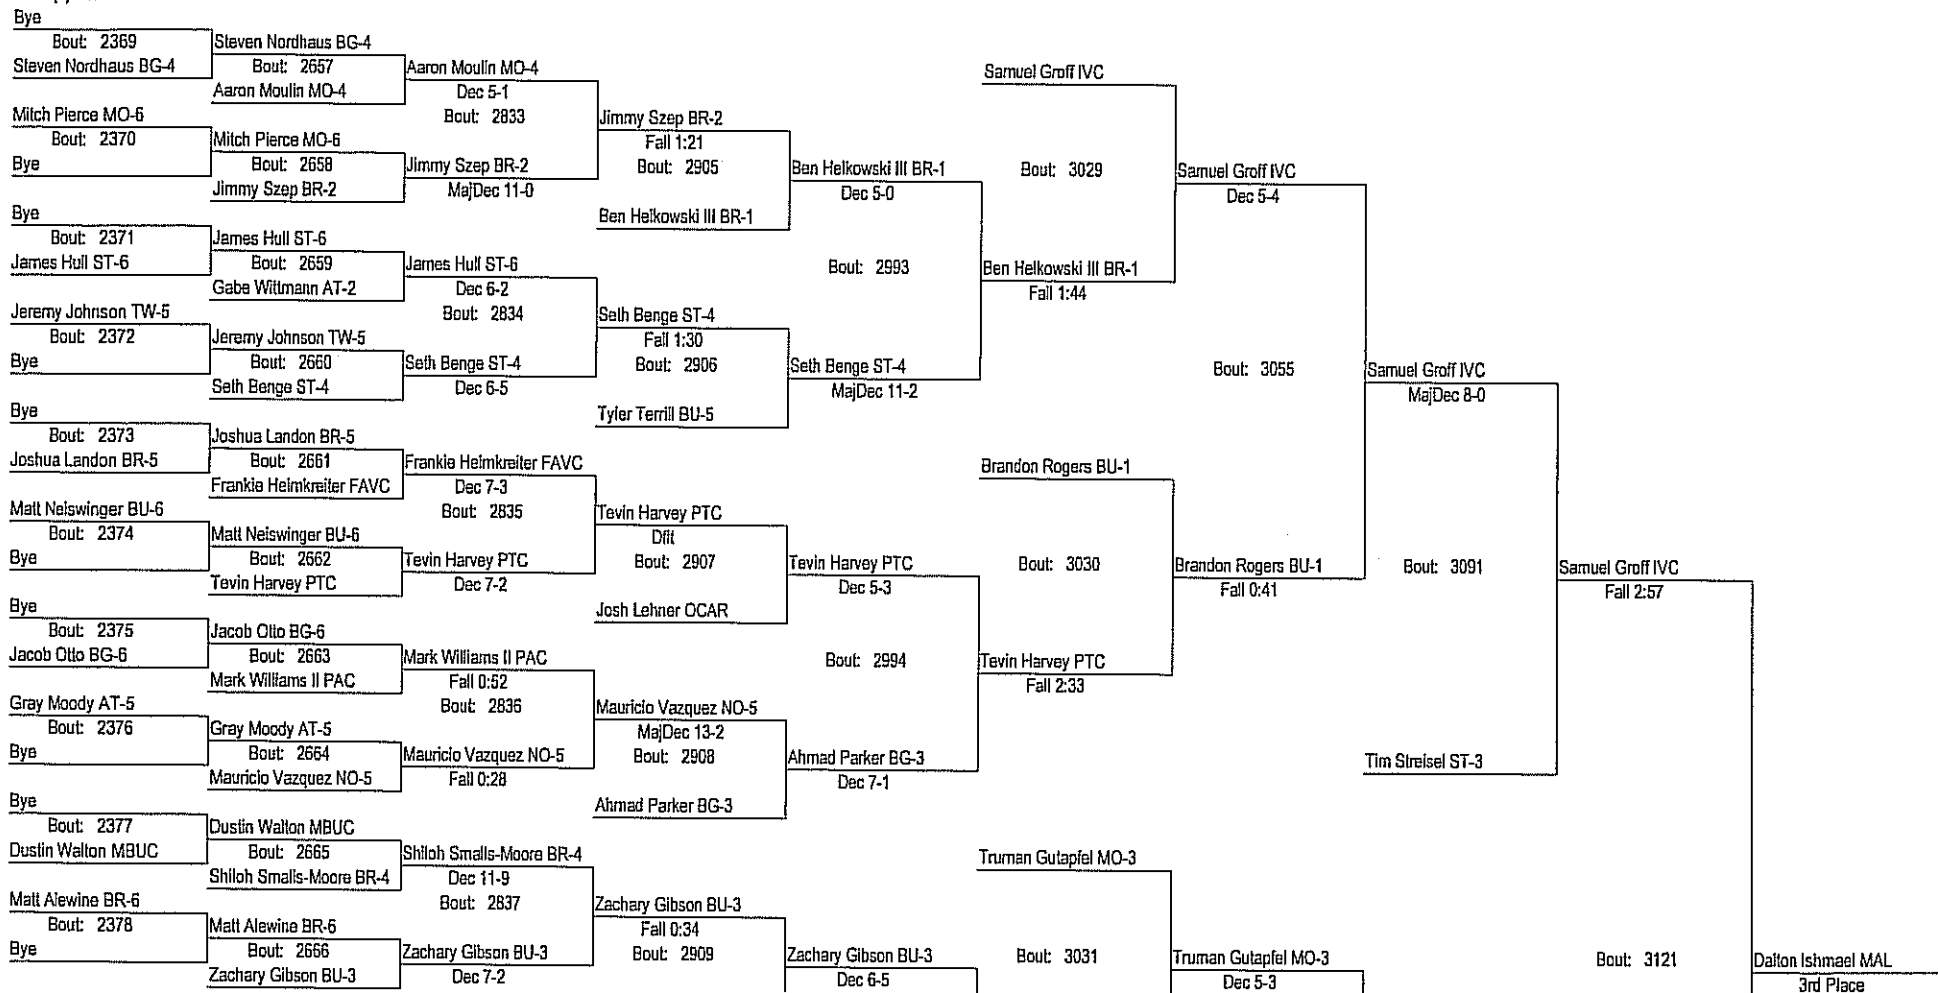 Bye
Bout: 2369
Steven Nordhaus BG-4
Mitch Pierce MO-6
Bout: 2370
Bye
Bye
Bout: 2371
James Hull ST-6
Jeremy Johnson TW-5
Bout: 2372
Bye
Bye
Bout: 2373
Joshua Landon BR-5
Matt Neiswinger BU-6
Bout: 2374
Bye
Bye
Bout: 2375
Jacob Otto BG-6
Gray Moody AT-5
Bout: 2376
Bye
Bye
Bout: 2377
Dustin Walton MBUC
Matt Alewine BR-6
Bout: 2378
Bye
Steven Nordhaus BG-4
Bout: 2657
Aaron Moulin MO-4
Mitch Pierce MO-6
Bout: 2658
Jimmy Szep BR-2
James Hull ST-6
Bout: 2659
Gabe Wittmann AT-2
Jeremy Johnson TW-5
Bout: 2660
Seth Benge ST-4
Joshua Landon BR-5
Bout: 2661
Frankie Heimkreiter FAVC
Matt Neiswinger BU-6
Bout: 2662
Tevin Harvey PTC
Jacob Otto BG-6
Bout: 2663
Mark Williams II PAC
Gray Moody AT-5
Bout: 2664
Mauricio Vazquez NO-5
Dustin Walton MBUC
Bout: 2665
Shiloh Smalls-Moore BR-4
Matt Alewine BR-6
Bout: 2666
Zachary Gibson BU-3
Aaron Moulin MO-4
Dec 5-1
Bout: 2833
Jimmy Szep BR-2
MajDec 11-0
James Hull ST-6
Dec 6-2
Bout: 2834
Seth Benge ST-4
Dec 6-5
Frankie Heimkreiter FAVC
Dec 7-3
Bout: 2835
Tevin Harvey PTC
Dec 7-2
Mark Williams II PAC
Fall 0:52
Bout: 2836
Mauricio Vazquez NO-5
Fall 0:28
Shiloh Smalls-Moore BR-4
Dec 11-9
Bout: 2837
Zachary Gibson BU-3
Dec 7-2
Jimmy Szep BR-2
Fall 1:21
Bout: 2905
Ben Helkowski III BR-1
Seth Benge ST-4
Fall 1:30
Bout: 2906
Tyler Terrill BU-5
Tevin Harvey PTC
Dflt
Bout: 2907
Josh Lehner OCAR
Mauricio Vazquez NO-5
MajDec 13-2
Bout: 2908
Ahmad Parker BG-3
Zachary Gibson BU-3
Fall 0:34
Bout: 2909
Ben Helkowski III BR-1
Dec 5-0
Bout: 2993
Seth Benge ST-4
MajDec 11-2
Tevin Harvey PTC
Dec 5-3
Bout: 2994
Ahmad Parker BG-3
Dec 7-1
Zachary Gibson BU-3
Dec 6-5
Samuel Groff IVC
Bout: 3029
Ben Helkowski III BR-1
Fall 1:44
Brandon Rogers BU-1
Bout: 3030
Tevin Harvey PTC
Fall 2:33
Truman Gutapfel MO-3
Bout: 3031
Samuel Groff IVC
Dec 5-4
Bout: 3055
Brandon Rogers BU-1
Fall 0:41
Truman Gutapfel MO-3
Dec 5-3
Samuel Groff IVC
MajDec 8-0
Bout: 3091
Tim Streisel ST-3
Samuel Groff IVC
Fall 2:57
Bout: 3121
Dalton Ishmael MAL
3rd Place